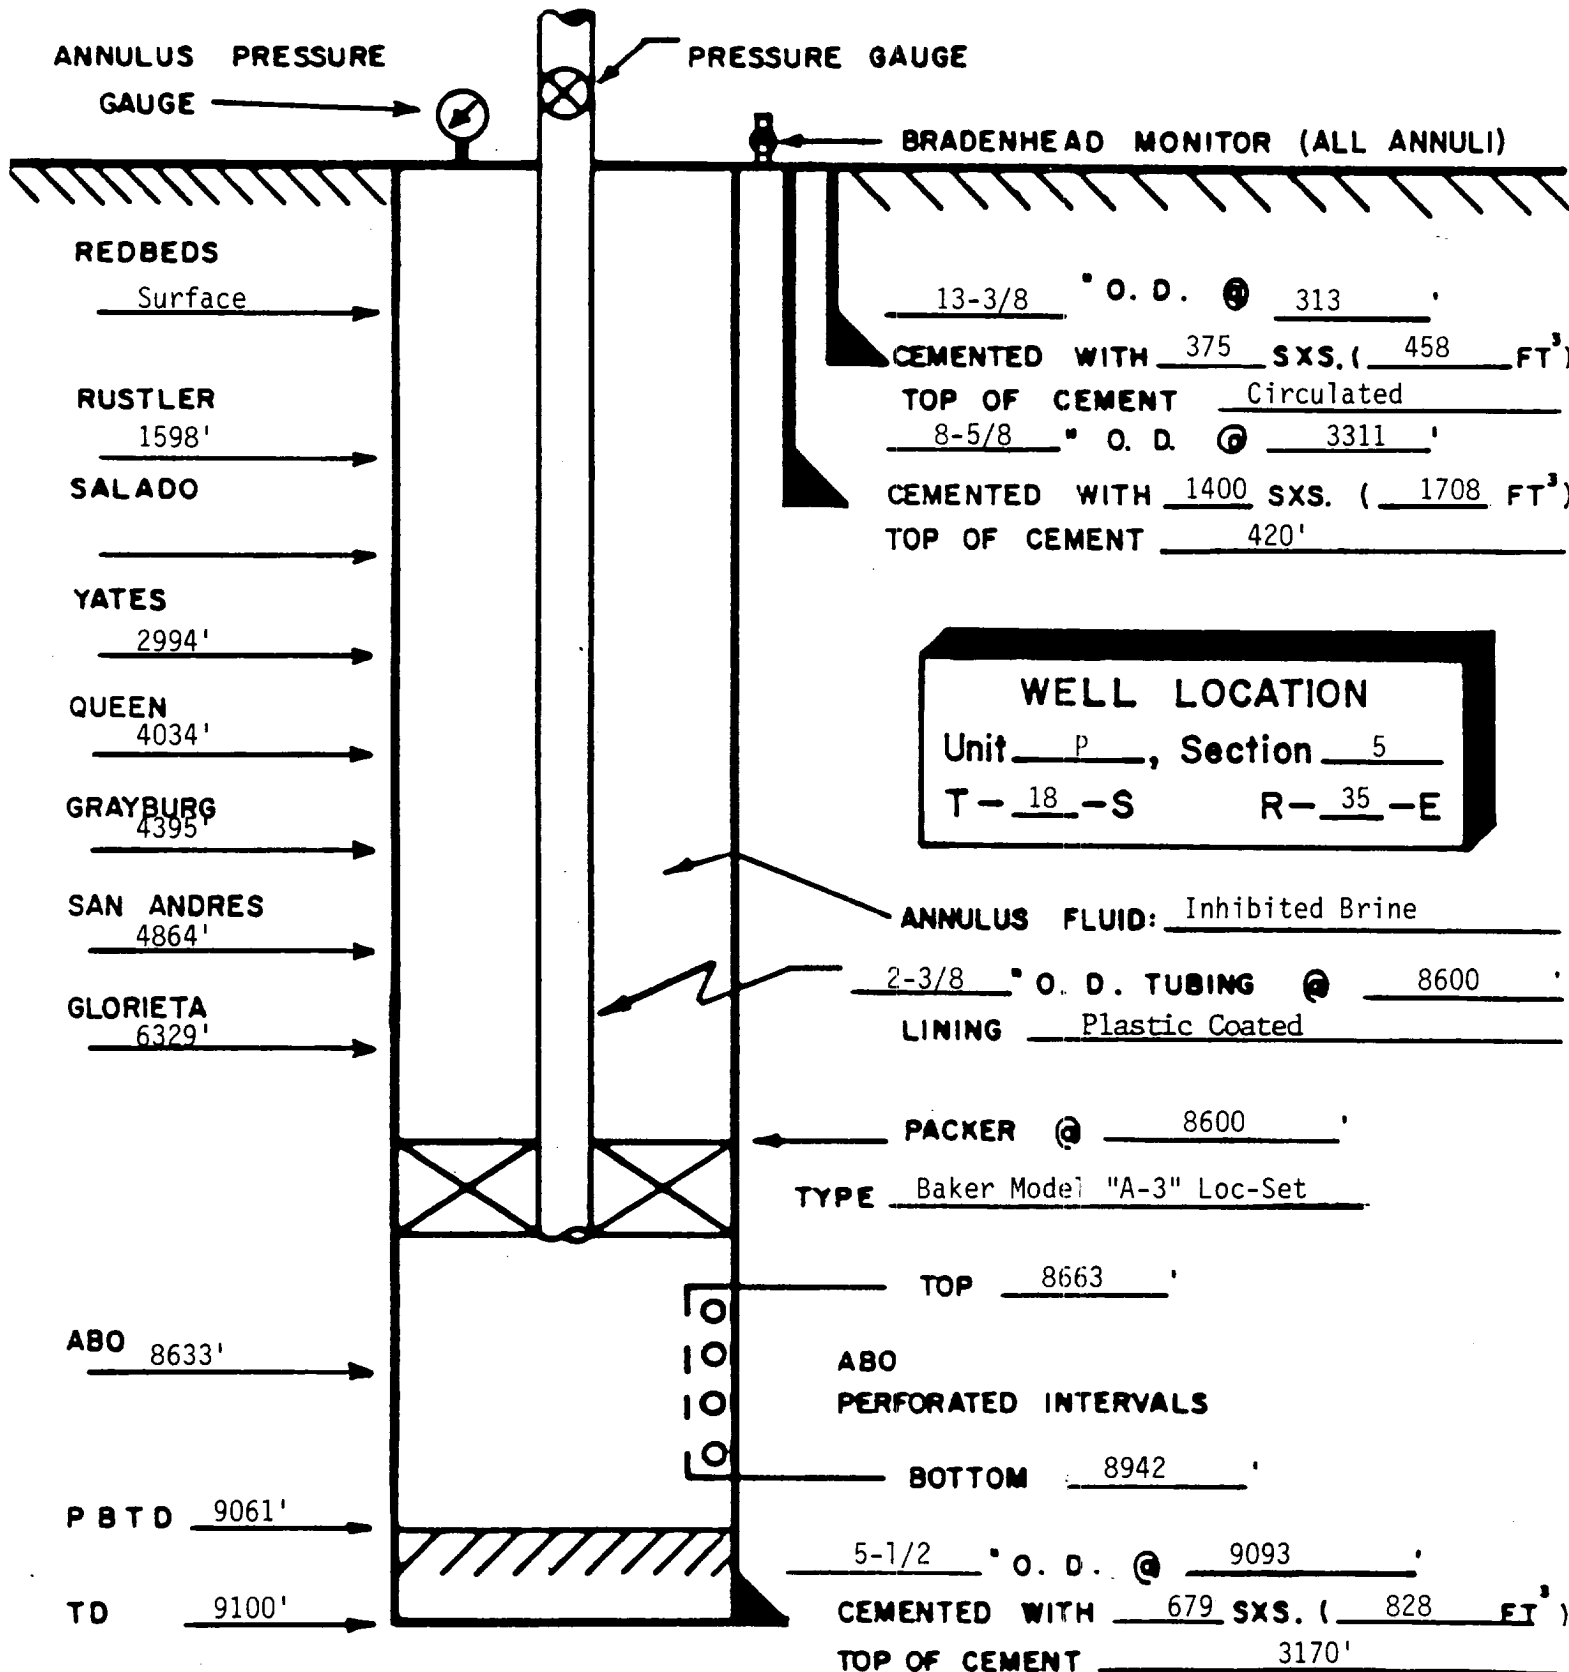 ANNULUS PRESSURE
GAUGE
PRESSURE GAUGE
BRADENHEAD MONITOR (ALL ANNULI)
REDBEDS
Surface
RUSTLER
1598'
SALADO
YATES
2994'
QUEEN
4034'
GRAYBURG
4395'
SAN ANDRES
4864'
GLORIETA
6329'
ABO 8633'
PBTD 9061'
TD 9100'
13-3/8 " O. D. @ 313 '
CEMENTED WITH 375 SXS. ( 458 FT³)
TOP OF CEMENT Circulated
8-5/8 " O. D. @ 3311 '
CEMENTED WITH 1400 SXS. ( 1708 FT³)
TOP OF CEMENT 420'
WELL LOCATION
Unit P, Section 5
T-18-S R-35-E
ANNULUS FLUID: Inhibited Brine
2-3/8 " O. D. TUBING @ 8600 '
LINING Plastic Coated
PACKER @ 8600 '
TYPE Baker Model "A-3" Loc-Set
TOP 8663 '
ABO
PERFORATED INTERVALS
BOTTOM 8942 '
5-1/2 " O. D. @ 9093 '
CEMENTED WITH 679 SXS. ( 828 FT³)
TOP OF CEMENT 3170'